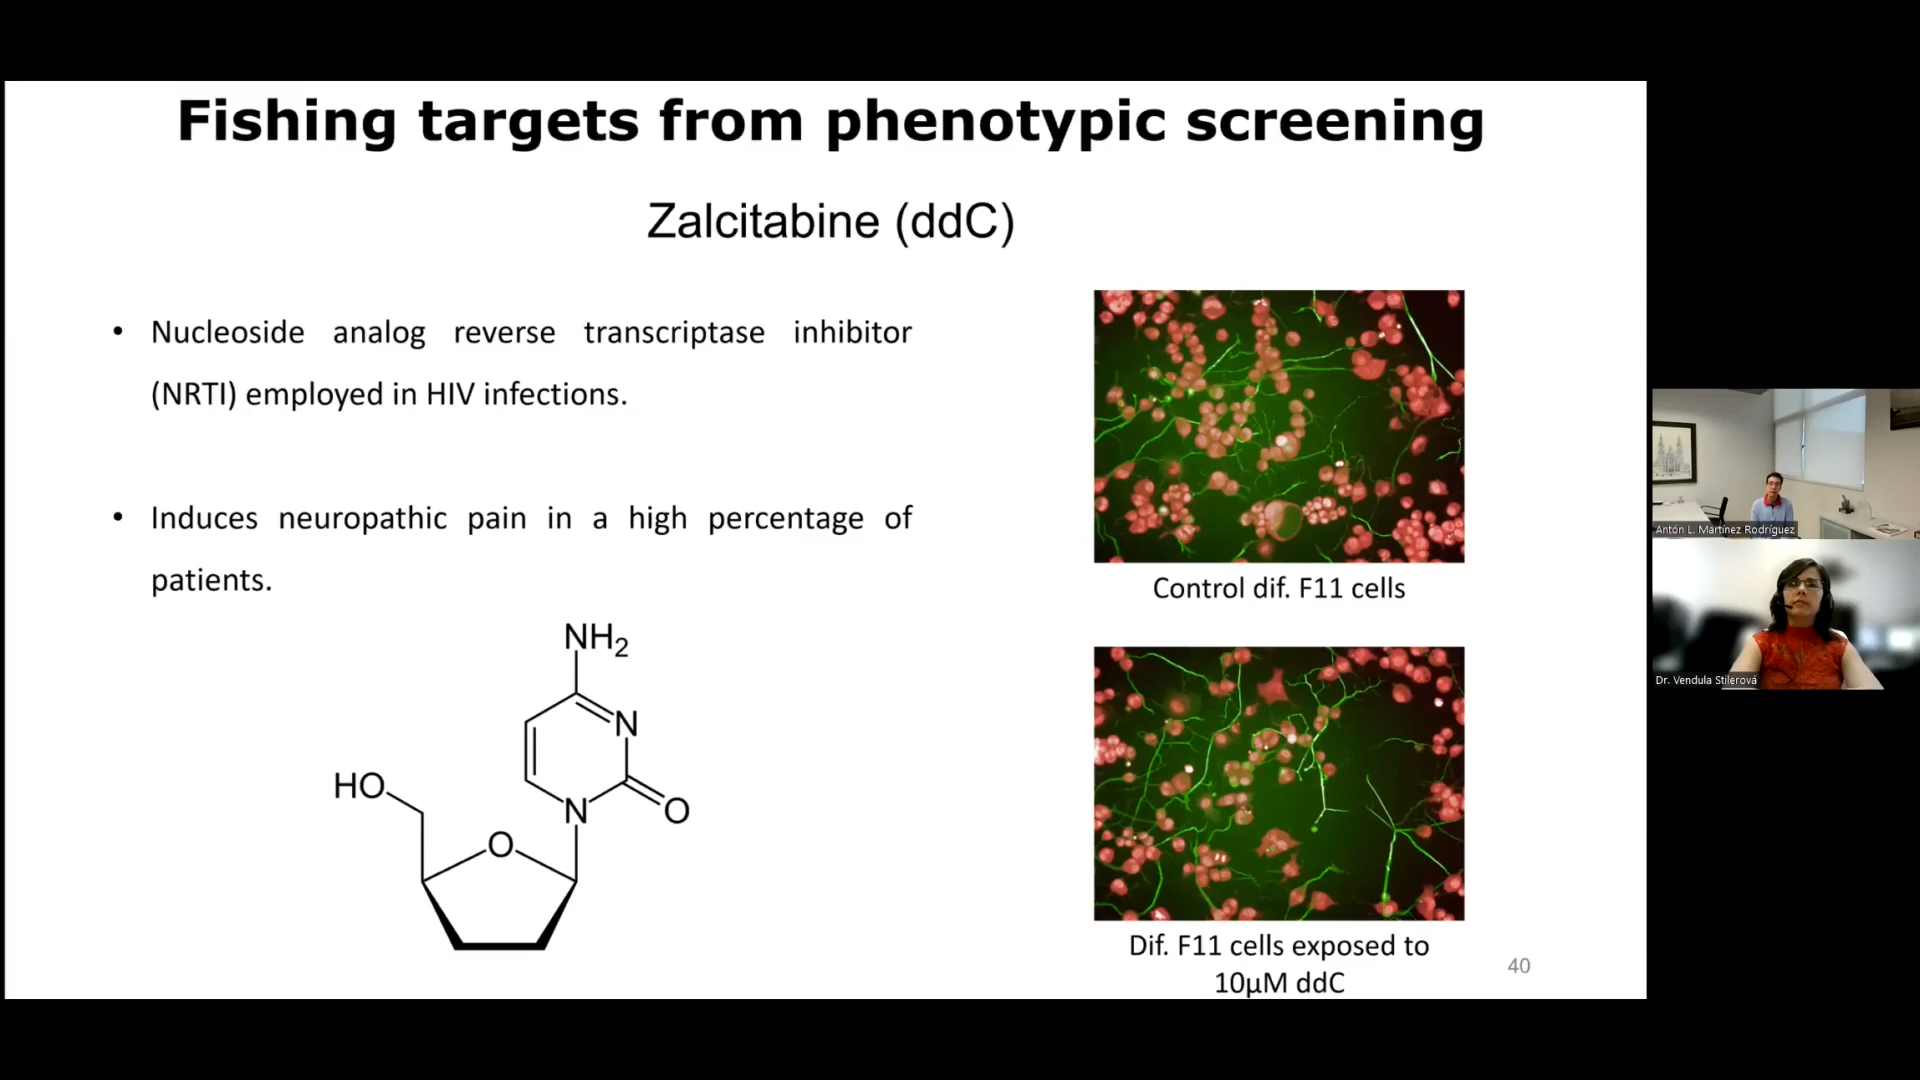 Fishing targets from phenotypic screening
Zalcitabine (ddC)
• Nucleoside analog reverse transcriptase inhibitor
(NRTI) employed in HIV infections.
• Induces neuropathic pain in a high percentage of
patients.
NH2
N
HO
N
O
O
Control dif. F11 cells
Dif. F11 cells exposed to
10µM ddC
40
Antón L. Martínez Rodríguez
Dr. Vendula Stilerová